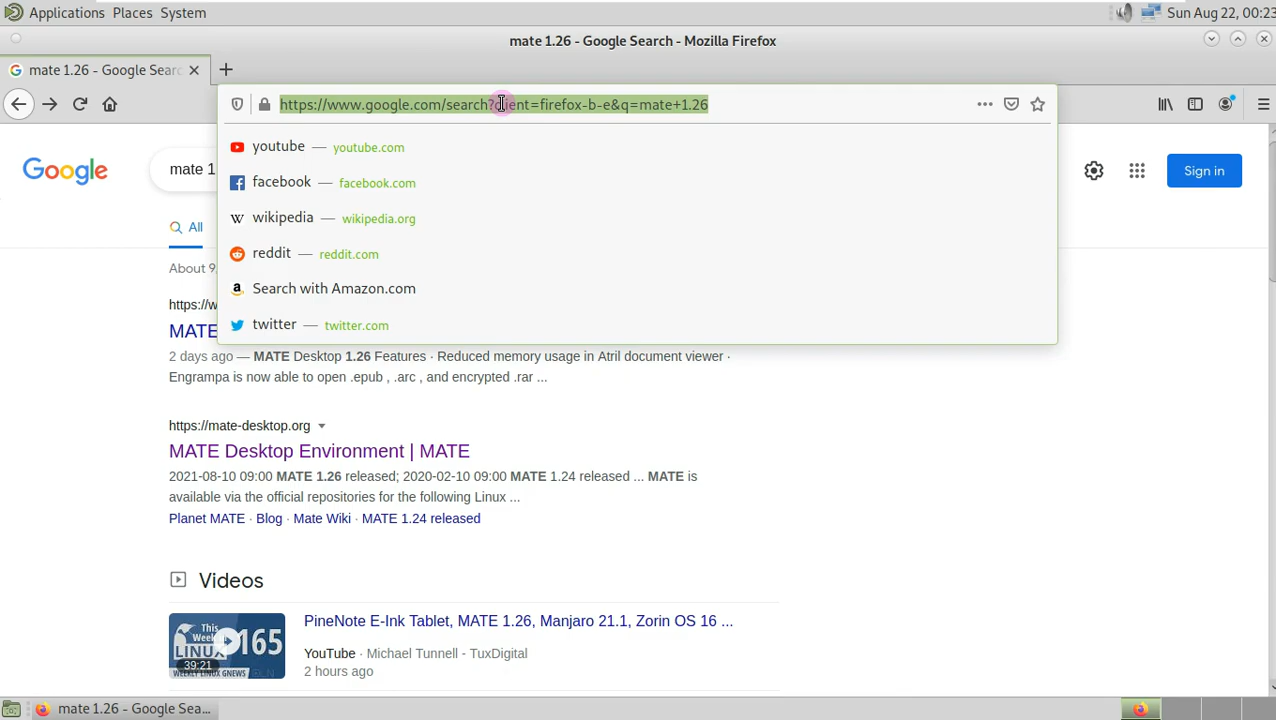 Applications Places System
Sun Aug 22, 00:23
mate 1.26 - Google Search - Mozilla Firefox
mate 1.26 - Google Searc
https://www.google.com/search?client=firefox-b-e&q=mate+1.26
youtube — youtube.com
facebook — facebook.com
wikipedia — wikipedia.org
reddit — reddit.com
Search with Amazon.com
twitter — twitter.com
Google
mate 1
Sign in
All
About 9
https://w
MATE
2 days ago — MATE Desktop 1.26 Features · Reduced memory usage in Atril document viewer ·
Engrampa is now able to open .epub , .arc , and encrypted .rar ...
https://mate-desktop.org
MATE Desktop Environment | MATE
2021-08-10 09:00 MATE 1.26 released; 2020-02-10 09:00 MATE 1.24 released ... MATE is
available via the official repositories for the following Linux ...
Planet MATE · Blog · Mate Wiki · MATE 1.24 released
Videos
This
Week in
LINUX
165
39:21
WEEKLY LINUX GNEWS
PineNote E-Ink Tablet, MATE 1.26, Manjaro 21.1, Zorin OS 16 ...
YouTube · Michael Tunnell - TuxDigital
2 hours ago
mate 1.26 - Google Sea...